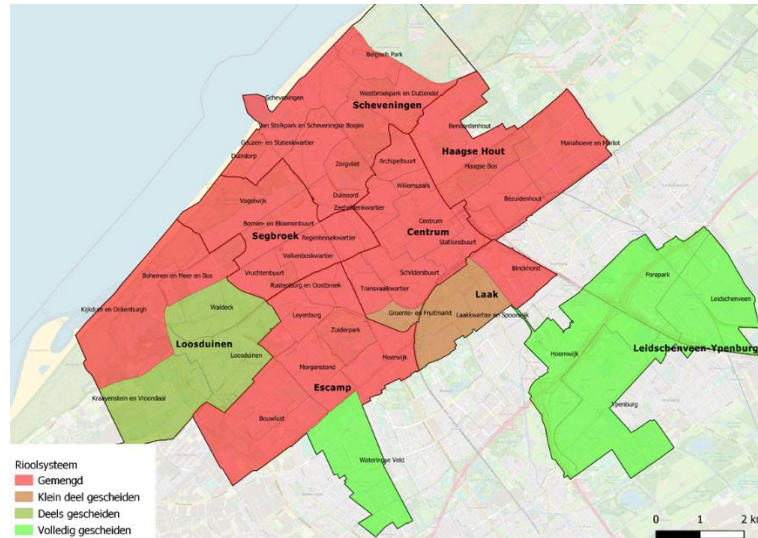 Belgisch Park
Westbroekpark en Duttendel
Scheveningen
Scheveningen
Van Stolkpark en Scheveningse Bosjes
Benoordenhout
Geuzen- en Statenkwartier
Duindorp
Haagse Hout
Mariahoeve en Marlot
Zorgvliet
Archipelbuurt
Haagse Bos
Willemspark
Duinoord
Vogelwijk
Zeeheldenkwartier
Bezuidenhout
Bomen- en Bloemenbuurt
Centrum
Segbroek
Regentessekwartier
Centrum
Stationsbuurt
Valkenboskwartier
Bohemen en Meer en Bos
Vruchtenbuurt
Schildersbuurt
Binckhorst
Forapark
Rustenburg en Oostbroek
Transvaalkwartier
Laak
Leidschenveen
Kijkduin en Ockenburgh
Waldeck
Leyenburg
Groente- en Fruitmarkt
Laakkwartier en Spoorwijk
Zuiderpark
Loosduinen
Leidschenveen-Ypenburg
Loosduinen
Moerwijk
Hoornwijk
Kraayenstein en Vroondaal
Morgenstond
Escamp
Ypenburg
Bouwlust
Wateringse Veld
Rioolsysteem
Gemengd
Klein deel gescheiden
Deels gescheiden
Volledig gescheiden
0 1 2 km